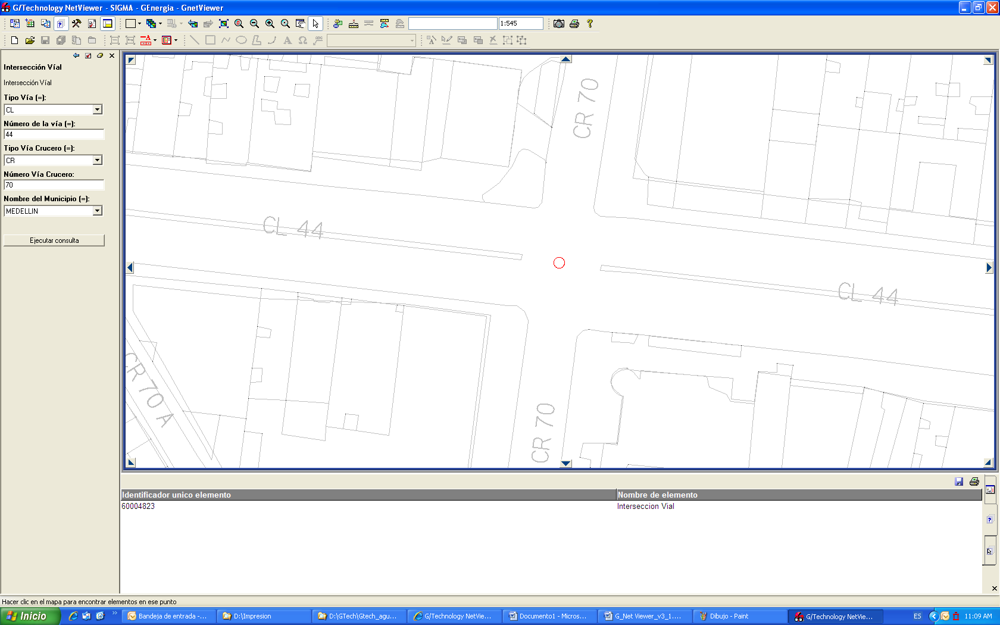 G/Technology NetViewer - SIGMA - GEnergia - GnetViewer
1:545
Intersección Víal
Intersección Víal
Tipo Vía (=):
CL
Número de la vía (=):
44
Tipo Vía Crucero (=):
CR
Número Vía Crucero:
70
Nombre del Municipio (=):
MEDELLIN
Ejecutar consulta
CR 70
CL 44
CL 44
CR 70 A
CR 70
Identificador unico elemento Nombre de elemento
60004823 Interseccion Vial
Hacer clic en el mapa para encontrar elementos en ese punto
Inicio Bandeja de entrada -... D:\Impresion D:\GTech\Gtech_agu... G/Technology NetVie... Documento1 - Micros... G_Net Viewer_v3_1.... Dibujo - Paint G/Technology NetVie... ES 11:09 AM